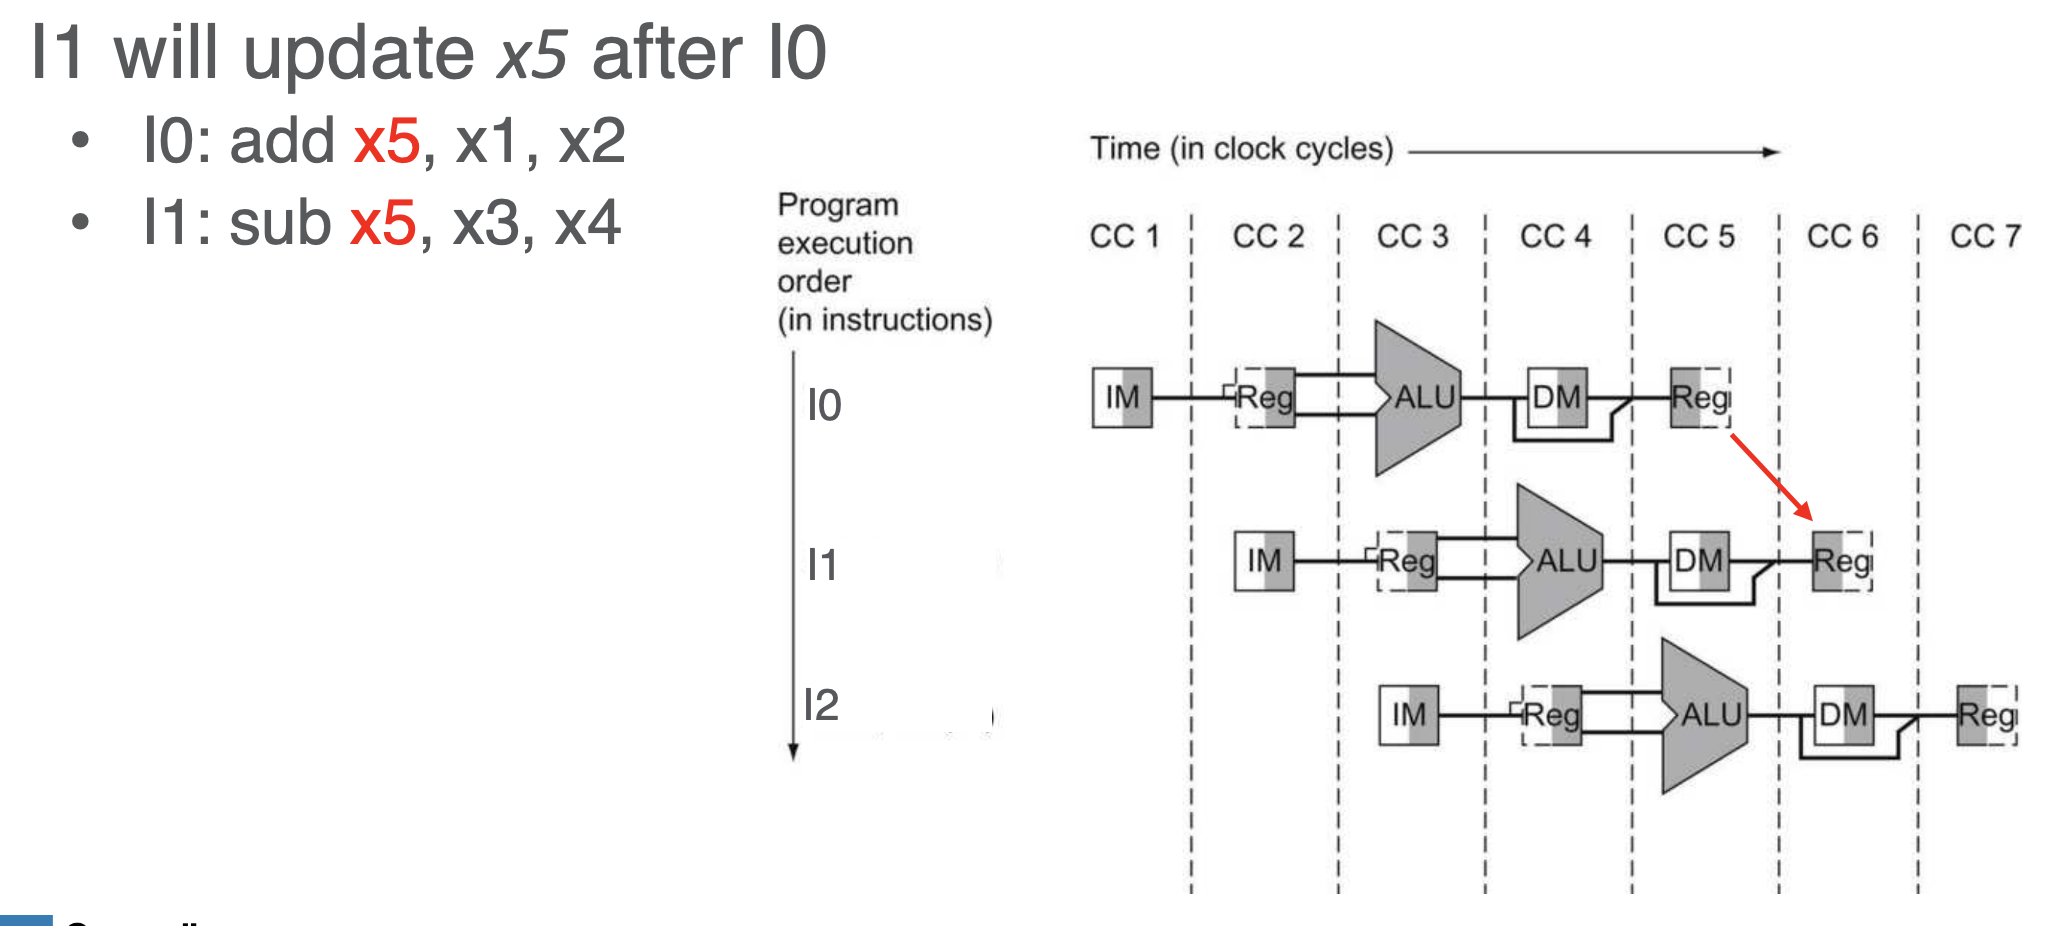 I1 will update x5 after I0
• I0: add x5, x1, x2
• I1: sub x5, x3, x4
Time (in clock cycles)
Program
execution
order
(in instructions)
CC 1 CC 2 CC 3 CC 4 CC 5 CC 6 CC 7
I0
IM Reg ALU DM Reg
I1
IM Reg ALU DM Reg
I2
IM Reg ALU DM Reg